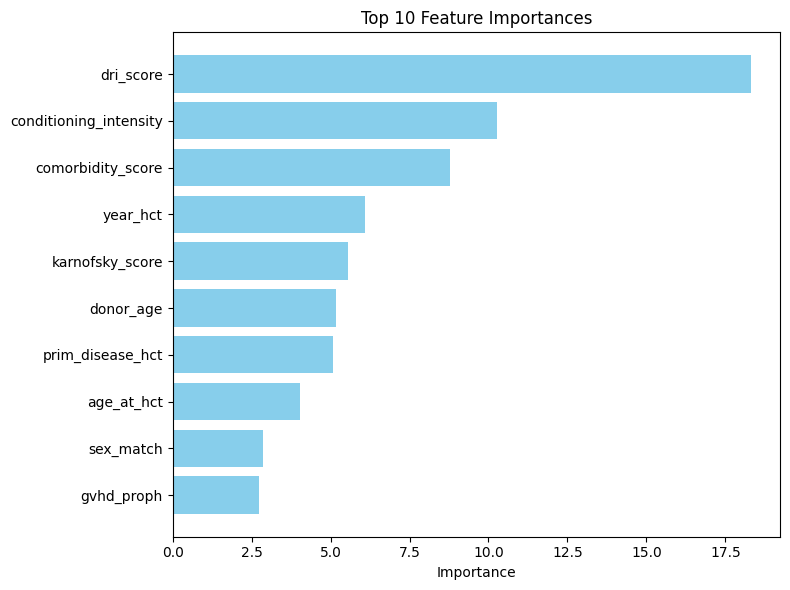 Top 10 Feature Importances
dri_score
conditioning_intensity
comorbidity_score
year_hct
karnofsky_score
donor_age
prim_disease_hct
age_at_hct
sex_match
gvhd_proph
0.0 2.5 5.0 7.5 10.0 12.5 15.0 17.5
Importance